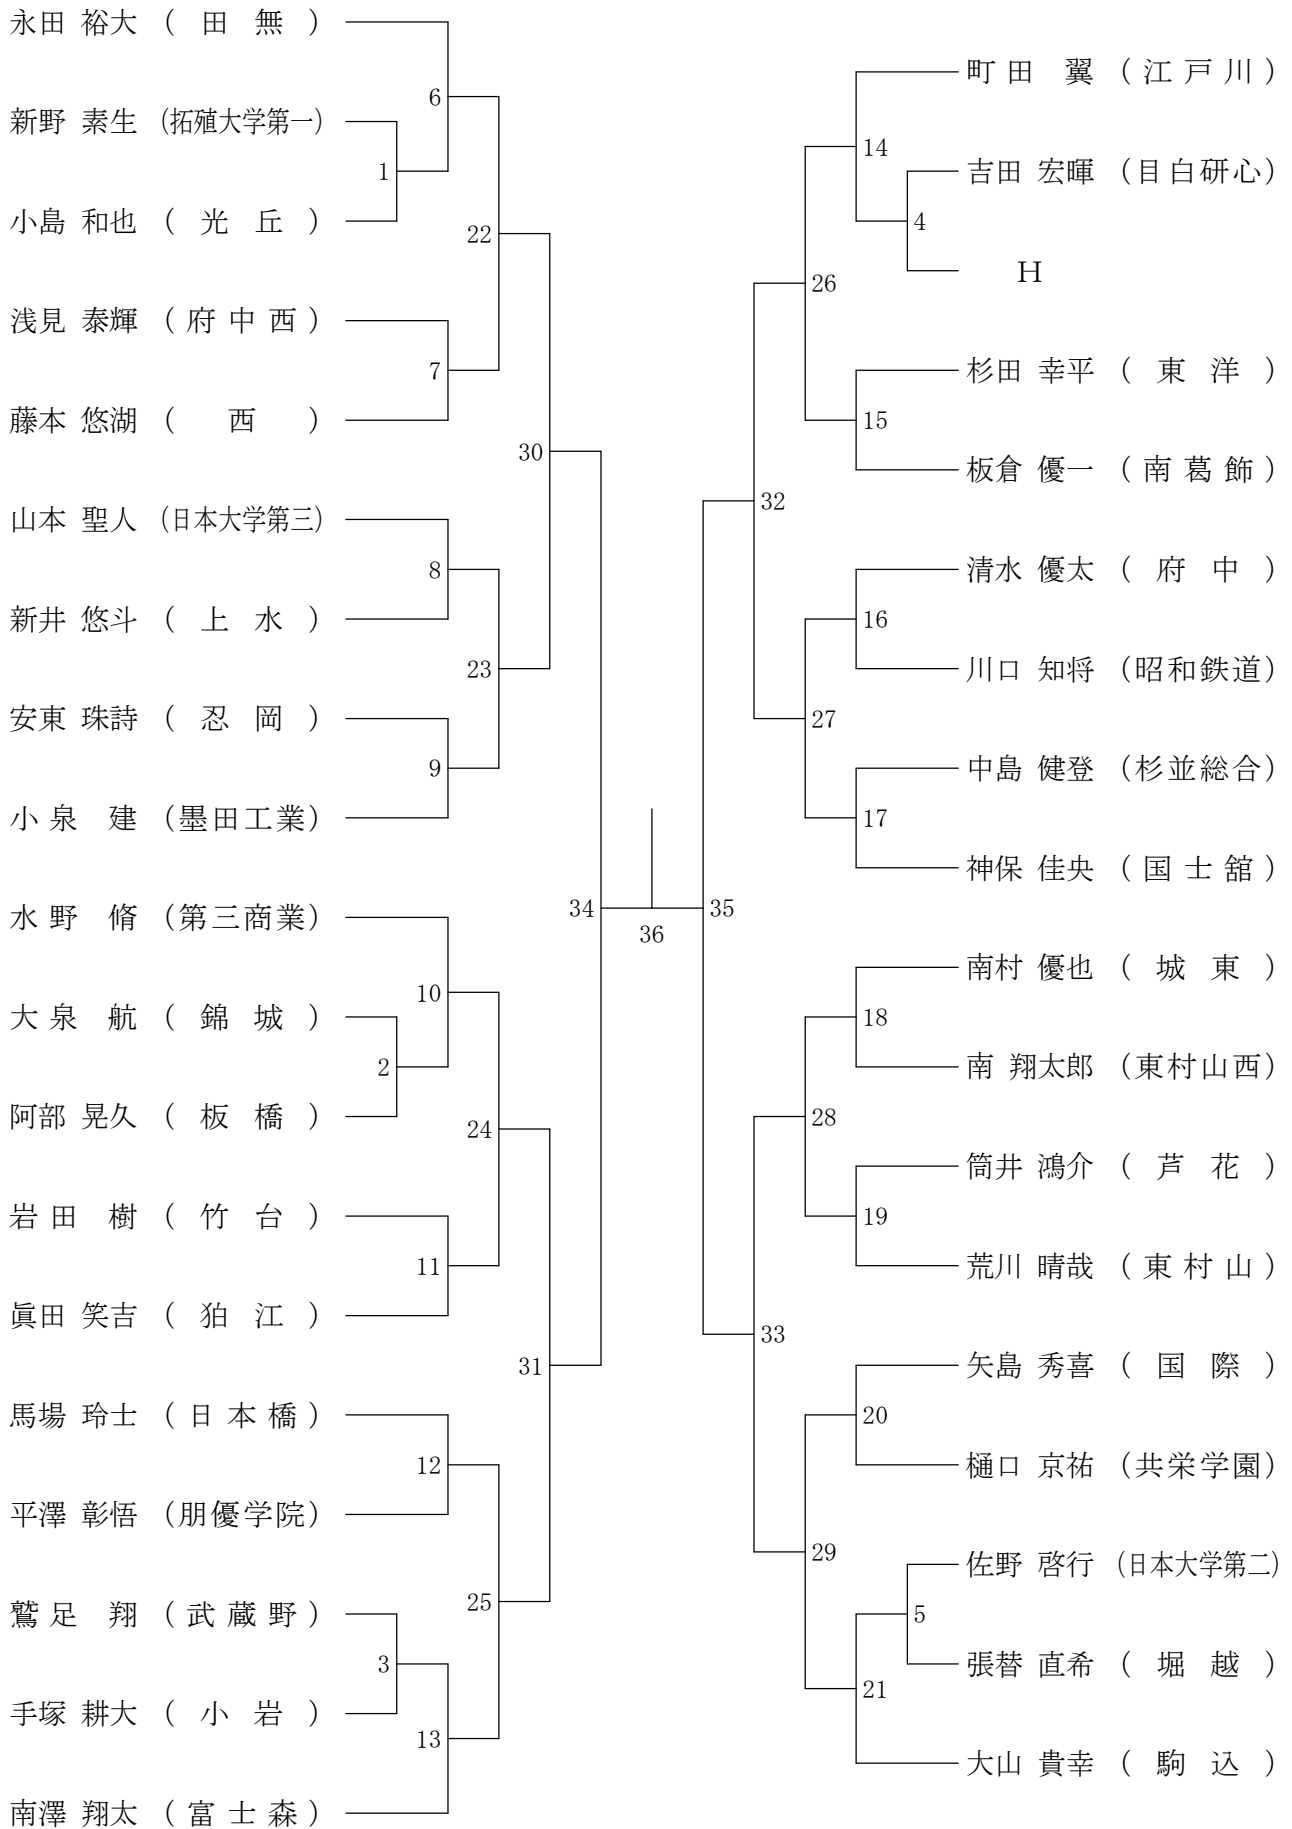 永田 裕大 ( 田 無 )
新野 素生 (拓殖大学第一)
小島 和也 ( 光 丘 )
浅見 泰輝 ( 府 中 西 )
藤本 悠湖 ( 西 )
山本 聖人 (日本大学第三)
新井 悠斗 ( 上 水 )
安東 珠詩 ( 忍 岡 )
小 泉 建 (墨田工業)
水 野 脩 (第三商業)
大 泉 航 ( 錦 城 )
阿部 晃久 ( 板 橋 )
岩 田 樹 ( 竹 台 )
眞田 笑吉 ( 狛 江 )
馬場 玲士 ( 日 本 橋 )
平澤 彰悟 (朋優学院)
鷲 足 翔 ( 武 蔵 野 )
手塚 耕大 ( 小 岩 )
南澤 翔太 ( 富 士 森 )
1
2
3
6
7
8
9
10
11
12
13
22
23
24
25
30
31
34
36
35
32
33
26
27
28
29
14
15
16
17
18
19
20
21
4
5
町 田 翼 ( 江 戸 川 )
吉田 宏暉 (目白研心)
H
杉田 幸平 ( 東 洋 )
板倉 優一 ( 南 葛 飾 )
清水 優太 ( 府 中 )
川口 知将 (昭和鉄道)
中島 健登 (杉並総合)
神保 佳央 ( 国 士 舘 )
南村 優也 ( 城 東 )
南 翔太郎 (東村山西)
筒井 鴻介 ( 芦 花 )
荒川 晴哉 ( 東 村 山 )
矢島 秀喜 ( 国 際 )
樋口 京祐 (共栄学園)
佐野 啓行 (日本大学第二)
張替 直希 ( 堀 越 )
大山 貴幸 ( 駒 込 )